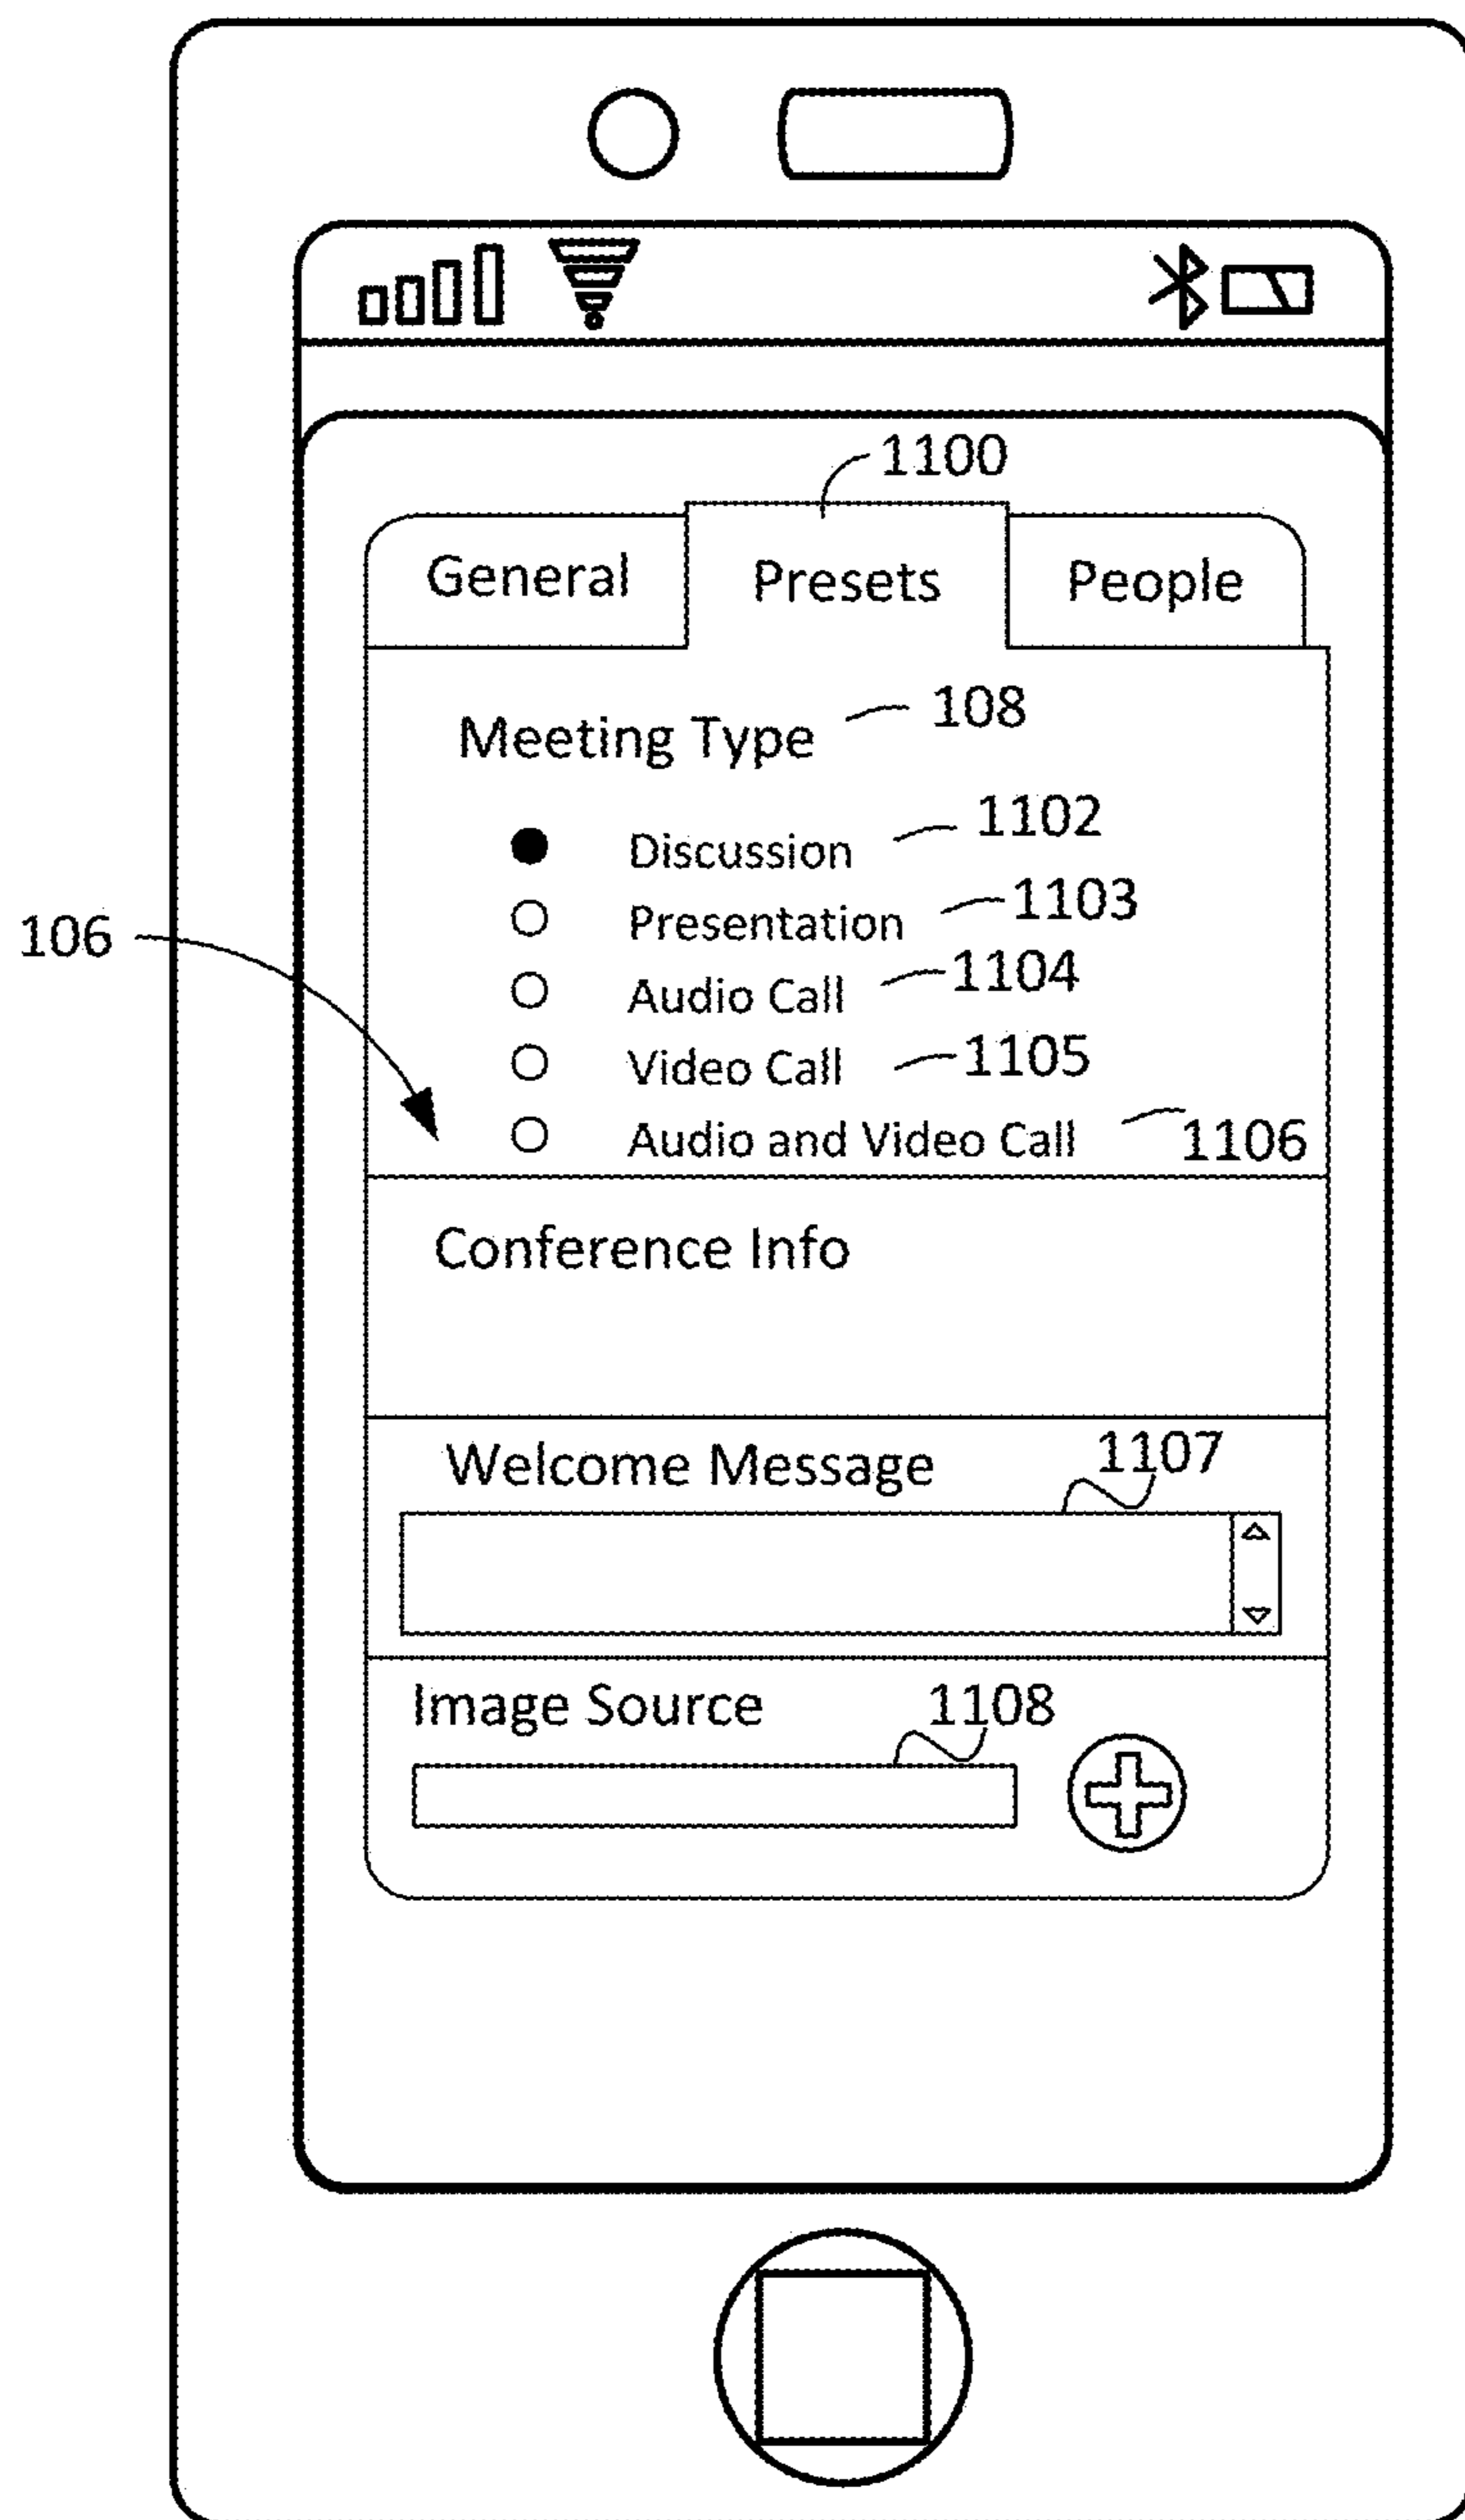 1100
General Presets People
Meeting Type 108
Discussion 1102
Presentation 1103
106
Audio Call 1104
Video Call 1105
Audio and Video Call 1106
Conference Info
Welcome Message 1107
Image Source 1108